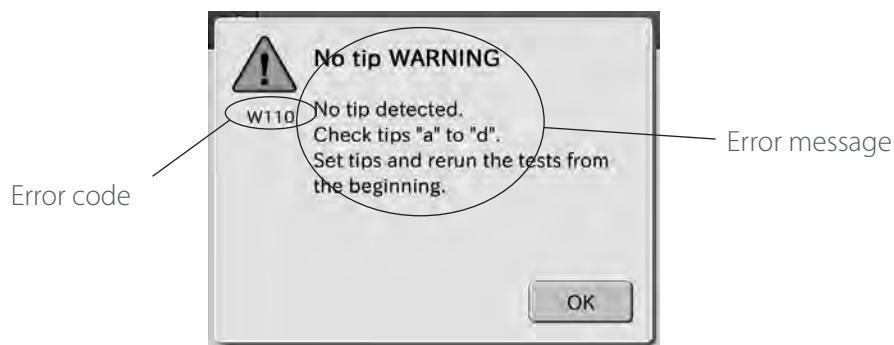 No tip WARNING
W110
No tip detected.
Check tips "a" to "d".
Set tips and rerun the tests from
the beginning.
Error message
Error code
OK